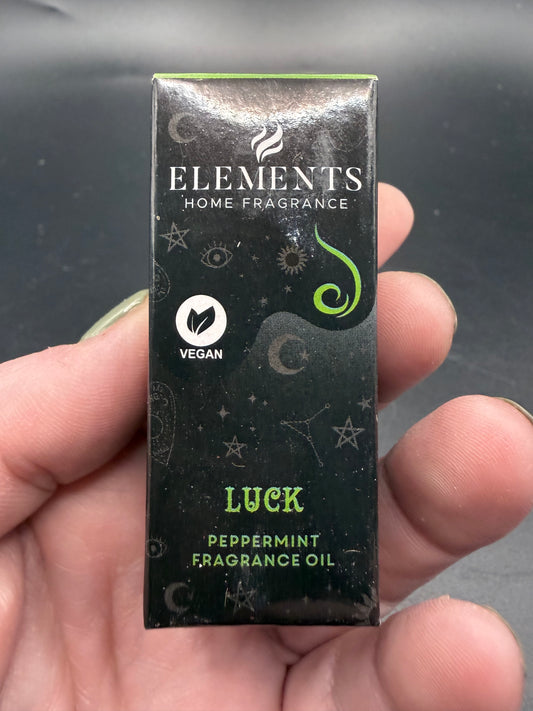 ELEMENTS
HOME FRAGRANCE
VEGAN
LUCK
PEPPERMINT
FRAGRANCE OIL